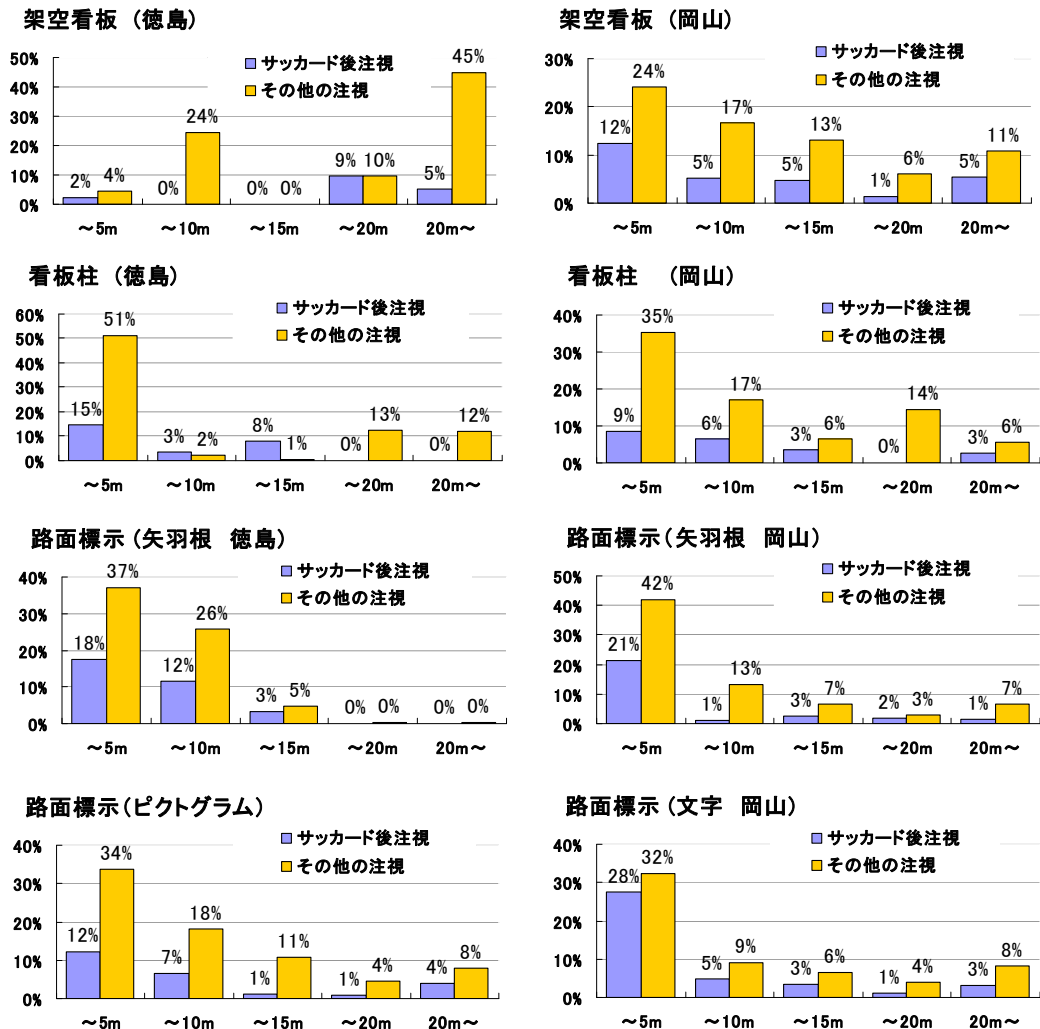 架空看板（徳島）
サッカード後注視
その他の注視
50%
40%
30%
20%
10%
0%
2% 4% 0% 24% 0% 0% 9% 10% 5% 45%
～5m ～10m ～15m ～20m 20m～
架空看板（岡山）
サッカード後注視
その他の注視
30%
20%
10%
0%
12% 24% 5% 17% 5% 13% 1% 6% 5% 11%
～5m ～10m ～15m ～20m 20m～
看板柱（徳島）
サッカード後注視
その他の注視
60%
50%
40%
30%
20%
10%
0%
15% 51% 3% 2% 8% 1% 0% 13% 0% 12%
～5m ～10m ～15m ～20m 20m～
看板柱　（岡山）
サッカード後注視
その他の注視
40%
30%
20%
10%
0%
9% 35% 6% 17% 3% 6% 0% 14% 3% 6%
～5m ～10m ～15m ～20m 20m～
路面標示（矢羽根　徳島）
サッカード後注視
その他の注視
40%
30%
20%
10%
0%
18% 37% 12% 26% 3% 5% 0% 0% 0% 0%
～5m ～10m ～15m ～20m 20m～
路面標示（矢羽根　岡山）
サッカード後注視
その他の注視
50%
40%
30%
20%
10%
0%
21% 42% 1% 13% 3% 7% 2% 3% 1% 7%
～5m ～10m ～15m ～20m 20m～
路面標示（ピクトグラム）
サッカード後注視
その他の注視
40%
30%
20%
10%
0%
12% 34% 7% 18% 1% 11% 1% 4% 4% 8%
～5m ～10m ～15m ～20m 20m～
路面標示（文字　岡山）
サッカード後注視
その他の注視
40%
30%
20%
10%
0%
28% 32% 5% 9% 3% 6% 1% 4% 3% 8%
～5m ～10m ～15m ～20m 20m～